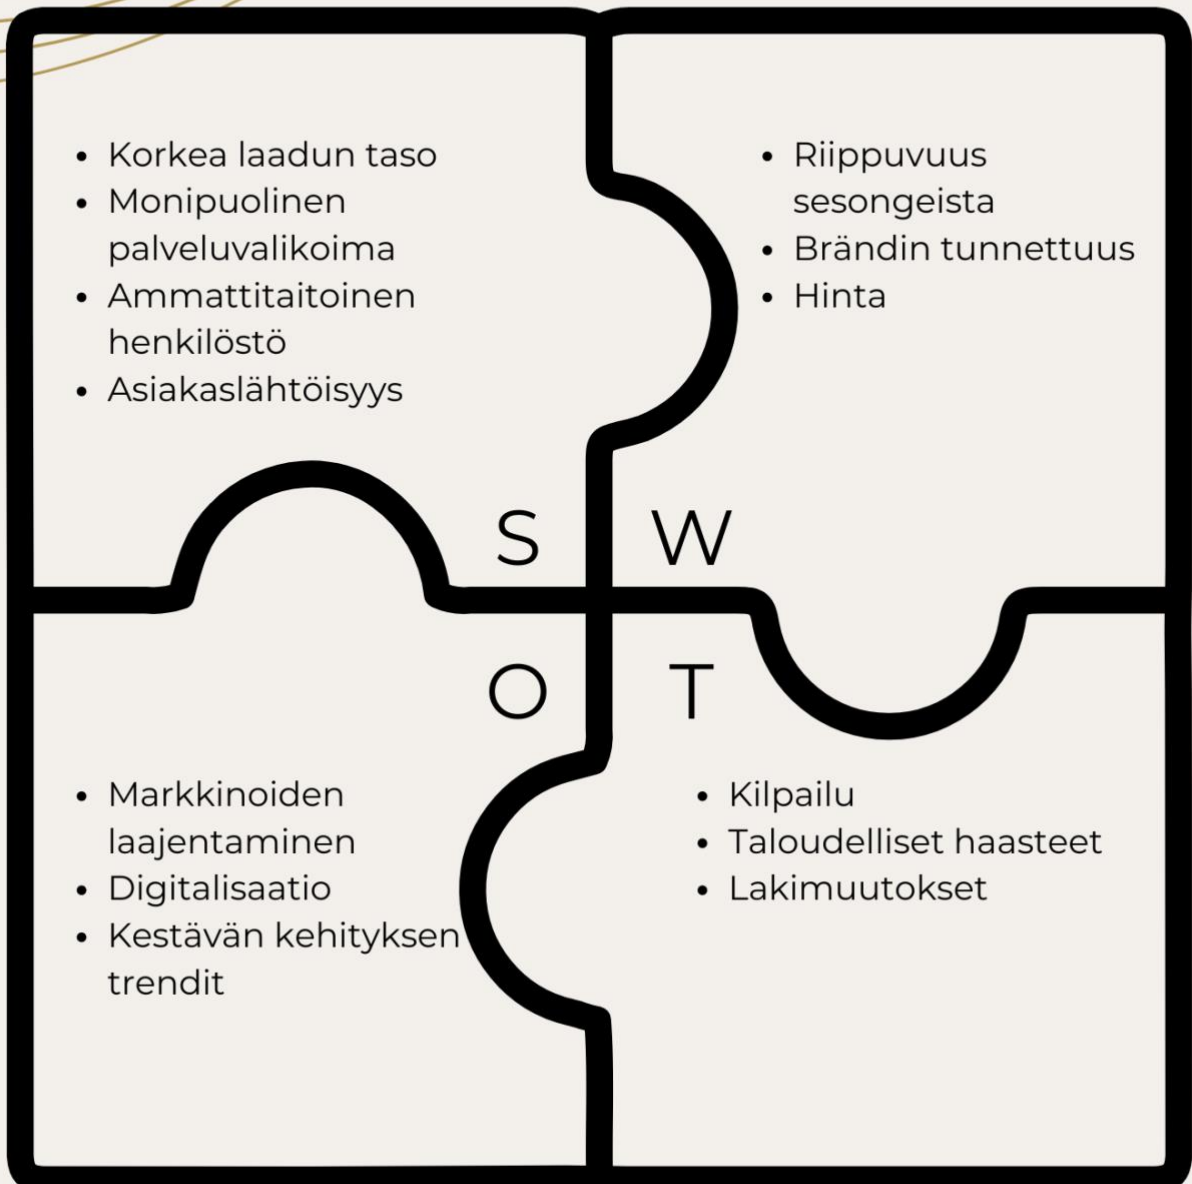 • Korkea laadun taso
• Monipuolinen
palveluvalikoima
• Ammattitaitoinen
henkilöstö
• Asiakaslähtöisyys
S
• Riippuvuus
sesongeista
• Brändin tunnettuus
• Hinta
W
O
• Markkinoiden
laajentaminen
• Digitalisaatio
• Kestävän kehityksen
trendit
T
• Kilpailu
• Taloudelliset haasteet
• Lakimuutokset